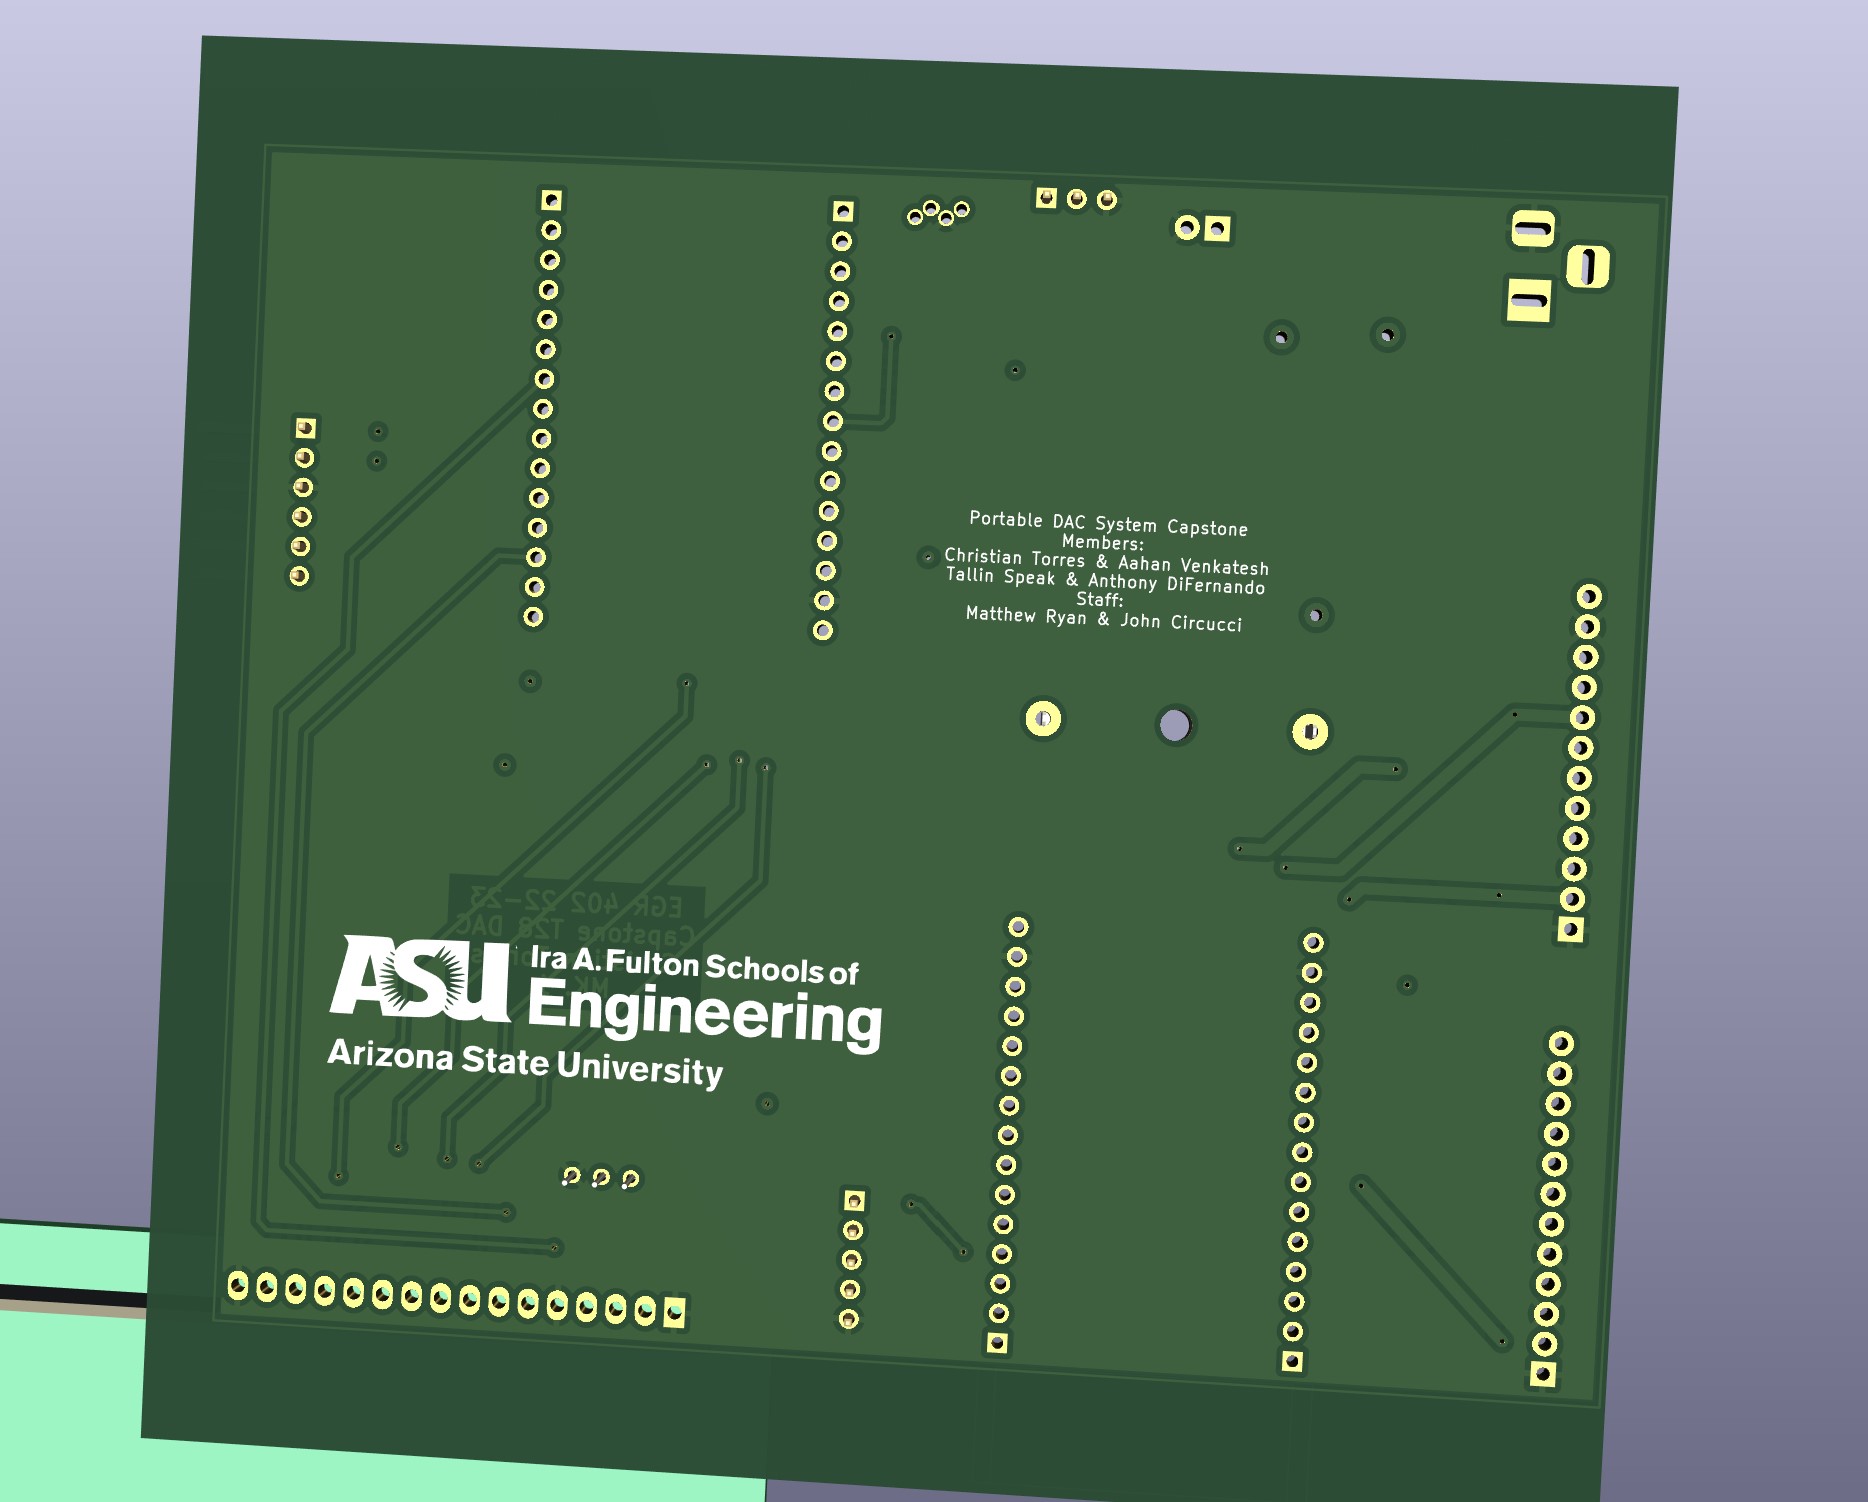 Portable DAC System Capstone
Members:
Christian Torres & Aahan Venkatesh
Tallin Speak & Anthony DiFernando
Staff:
Matthew Ryan & John Circucci
EGR 402 22-23
Capstone T28 DAC
ASU Ira A. Fulton Schools of
Engineering
Arizona State University